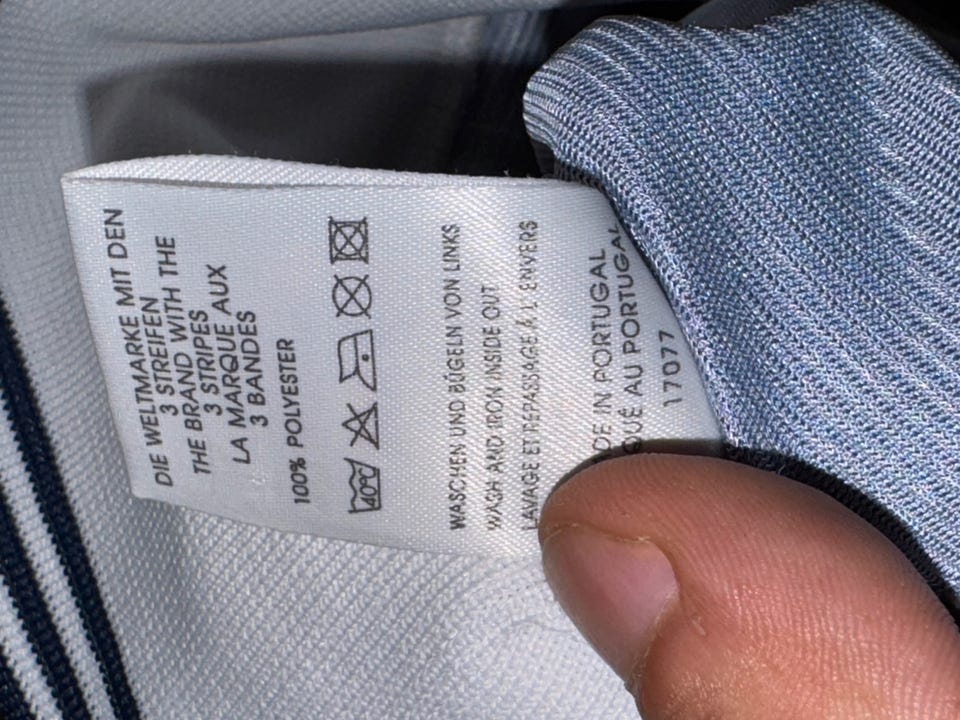 DIE WELTMARKE MIT DEN
3 STREIFEN
THE BRAND WITH THE
3 STRIPES
LA MARQUE AUX
3 BANDES
100% POLYESTER
40°
WASCHEN UND BÜGELN VON LINKS
WASH AND IRON INSIDE OUT
LAVAGE ET REPASSAGE À L' ENVERS
IN PORTUGAL
AU PORTUGAL
17077